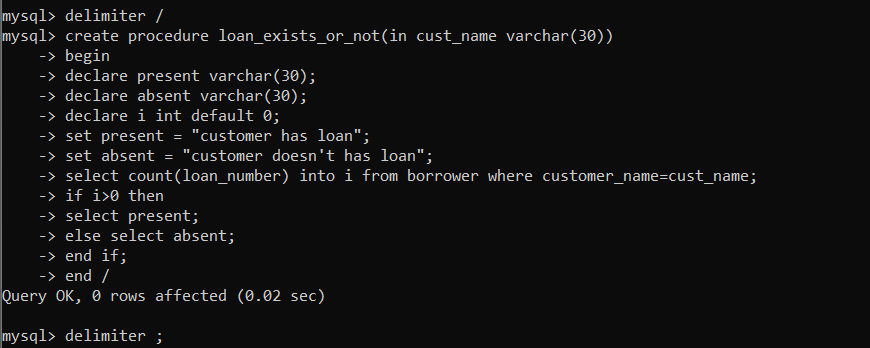 mysql> delimiter /
mysql> create procedure loan_exists_or_not(in cust_name varchar(30))
    -> begin
    -> declare present varchar(30);
    -> declare absent varchar(30);
    -> declare i int default 0;
    -> set present = "customer has loan";
    -> set absent = "customer doesn't has loan";
    -> select count(loan_number) into i from borrower where customer_name=cust_name;
    -> if i>0 then
    -> select present;
    -> else select absent;
    -> end if;
    -> end /
Query OK, 0 rows affected (0.02 sec)
mysql> delimiter ;